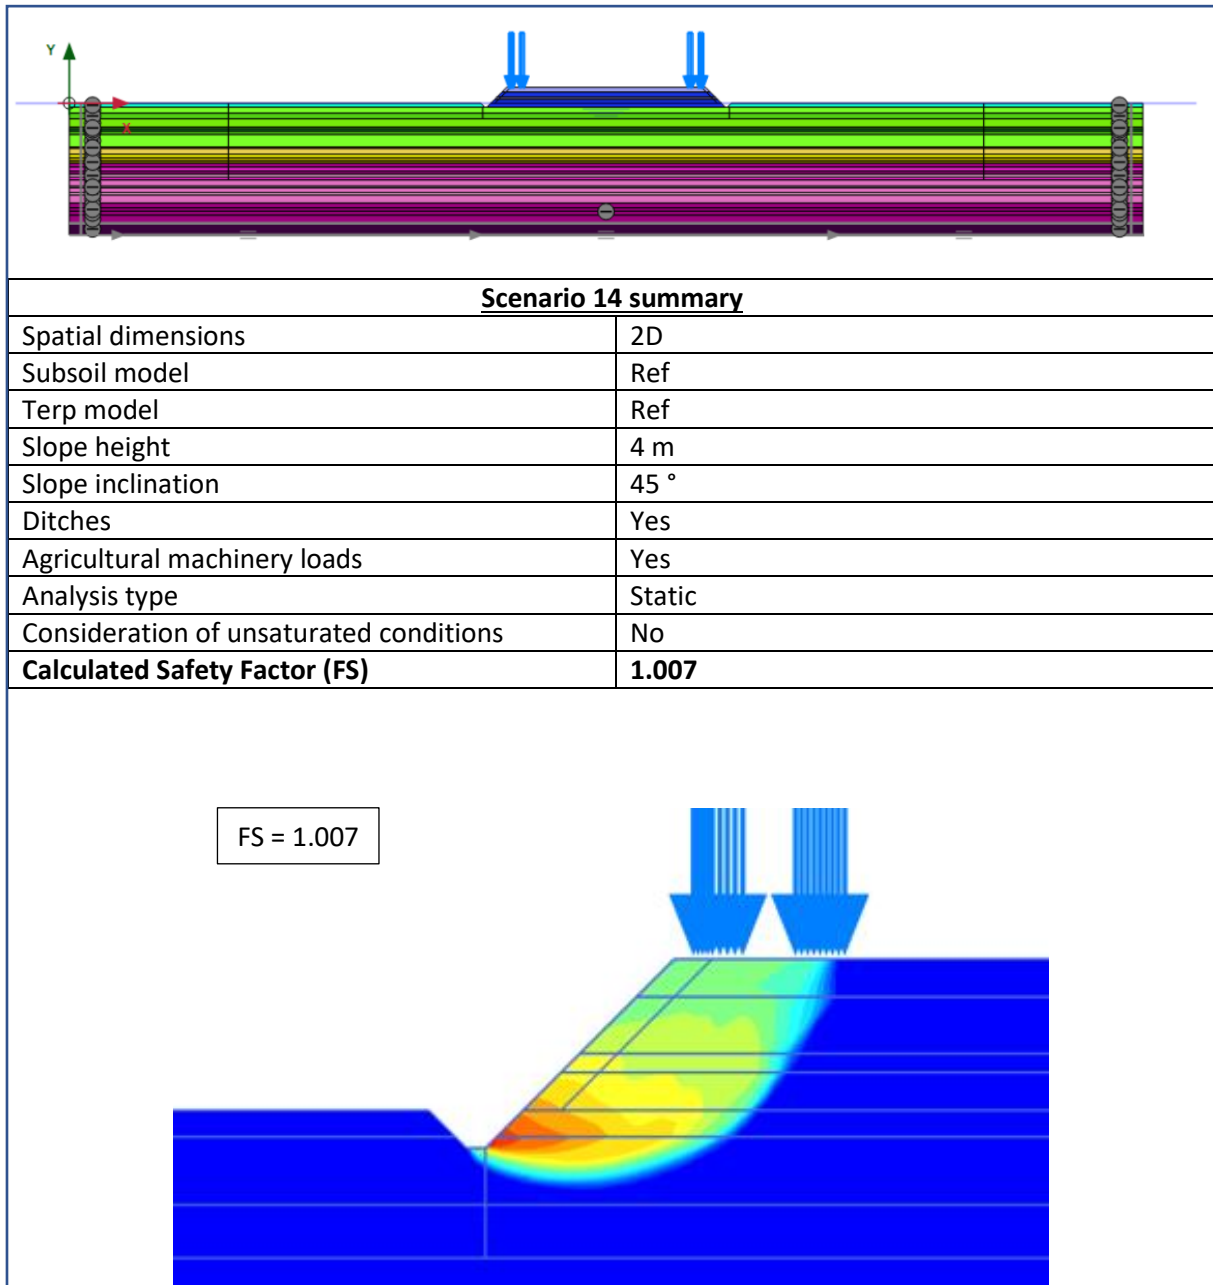 Y
X
Scenario 14 summary
Spatial dimensions 2D
Subsoil model Ref
Terp model Ref
Slope height 4 m
Slope inclination 45 °
Ditches Yes
Agricultural machinery loads Yes
Analysis type Static
Consideration of unsaturated conditions No
Calculated Safety Factor (FS) 1.007
FS = 1.007